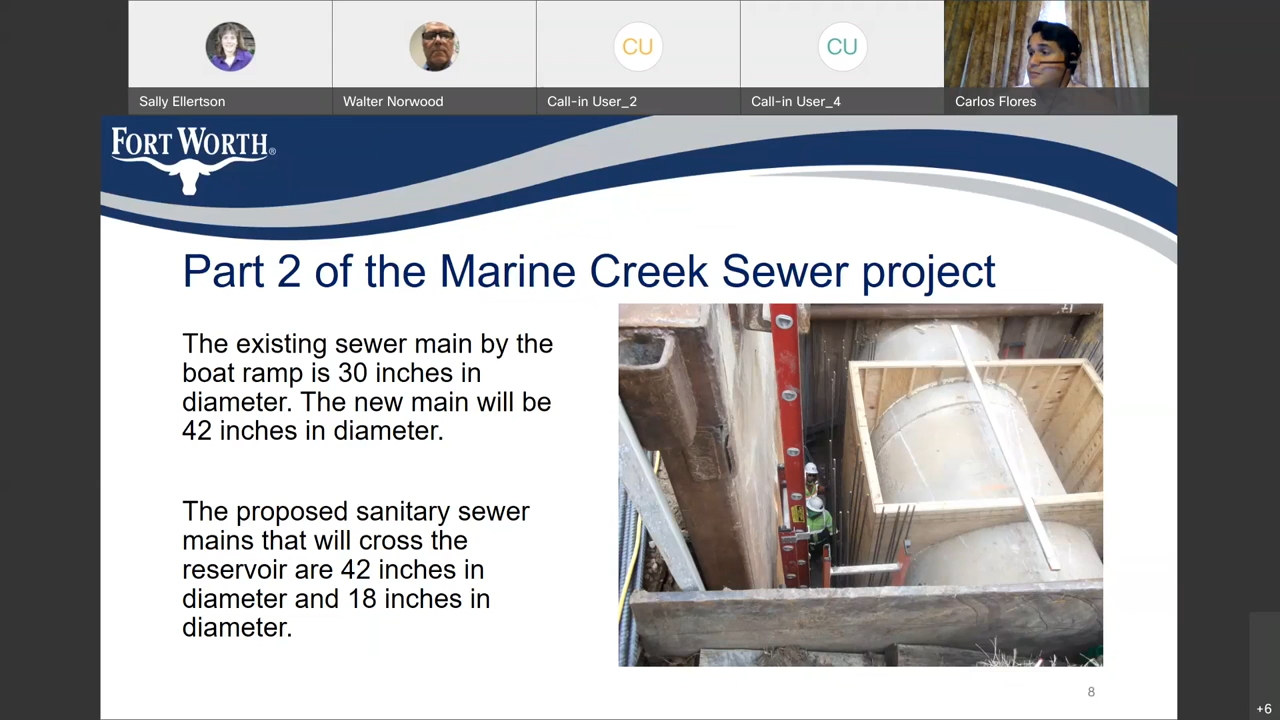 CU
CU
Sally Ellertson
Walter Norwood
Call-in User_2
Call-in User_4
Carlos Flores
FORT WORTH®
Part 2 of the Marine Creek Sewer project
The existing sewer main by the
boat ramp is 30 inches in
diameter. The new main will be
42 inches in diameter.
The proposed sanitary sewer
mains that will cross the
reservoir are 42 inches in
diameter and 18 inches in
diameter.
8
+6